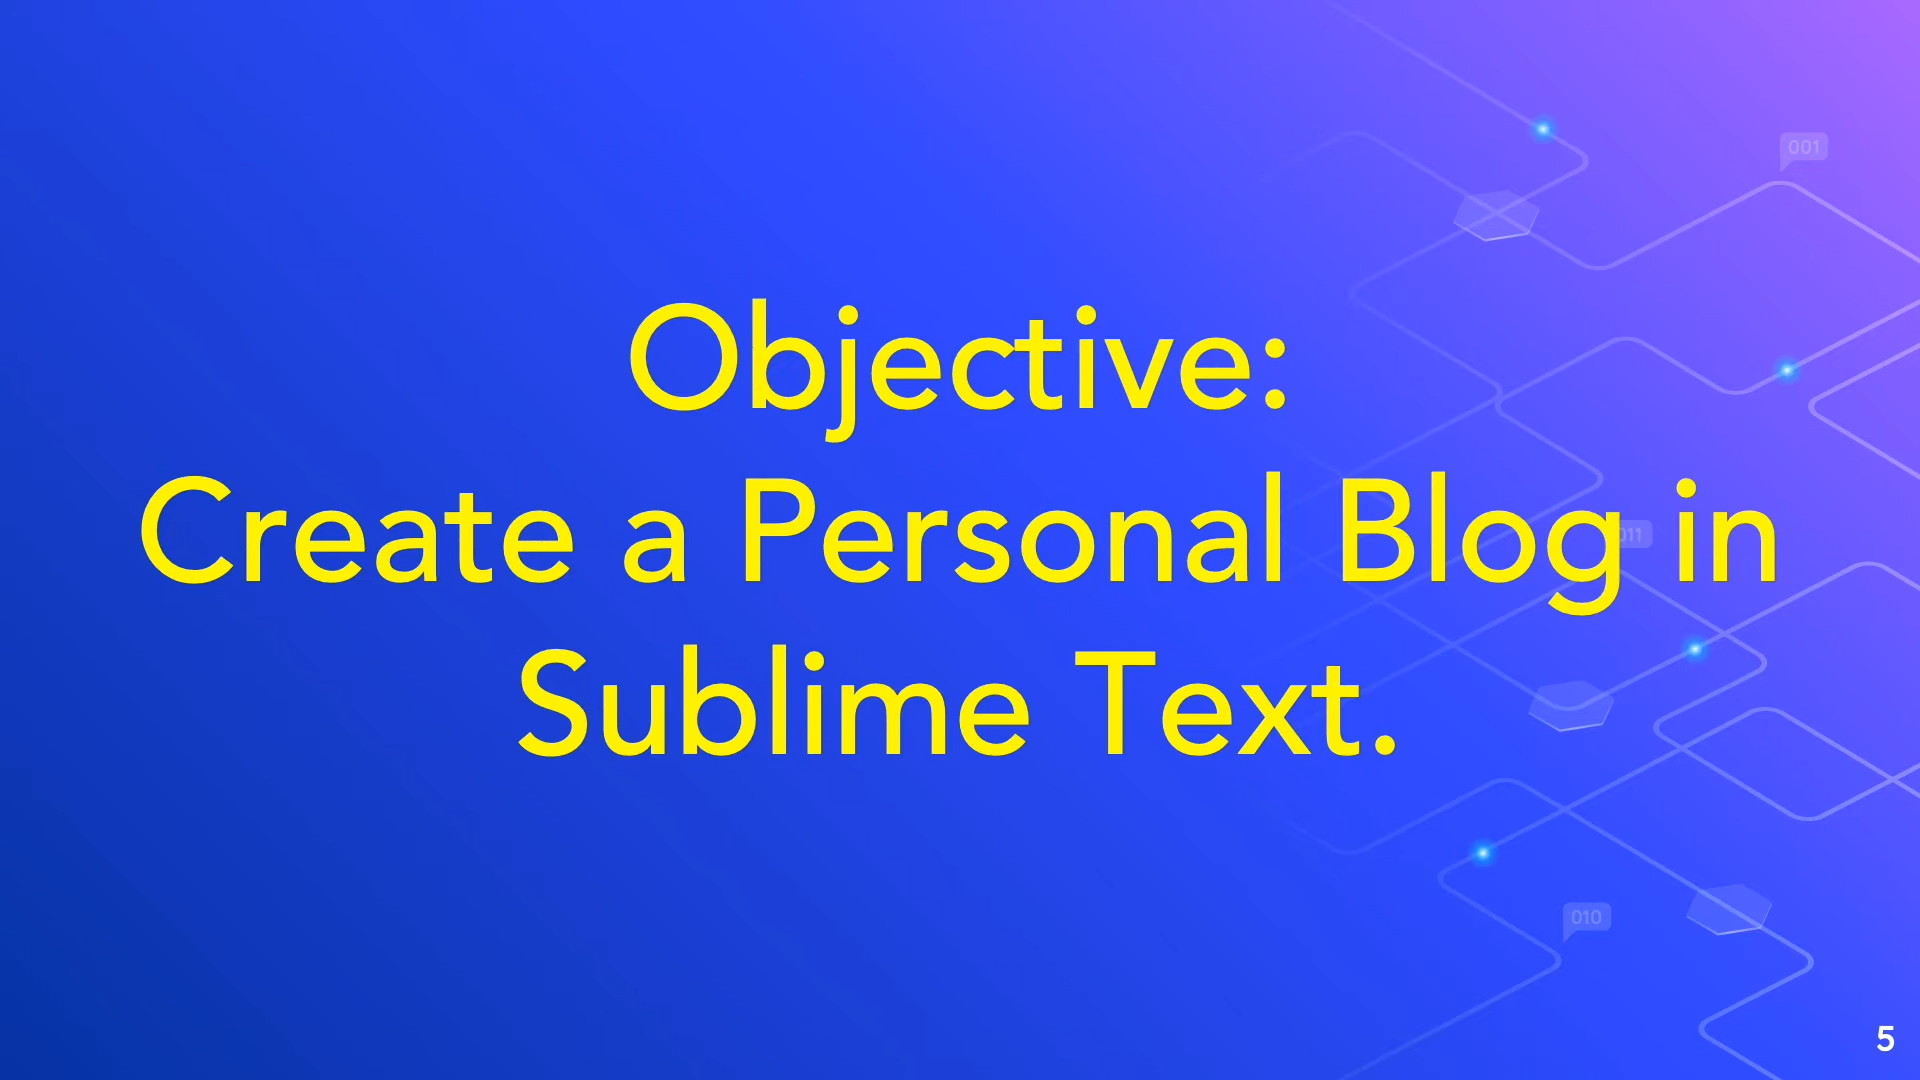 001
Objective:
Create a Personal Blog in
011
Sublime Text.
010
5